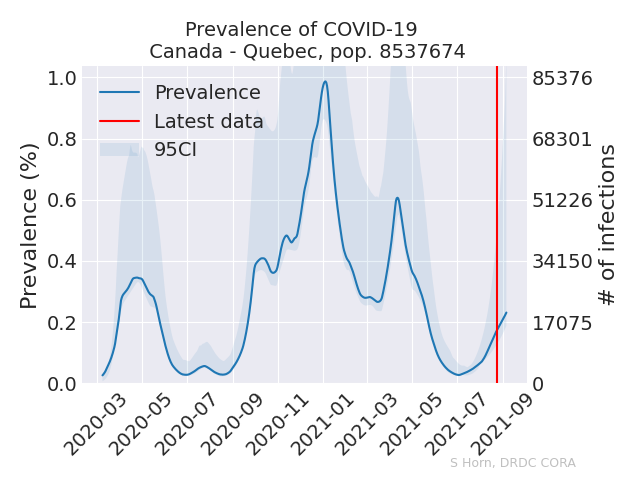 Prevalence of COVID-19
Canada - Quebec, pop. 8537674
Prevalence (%)
1.0
0.8
0.6
0.4
0.2
0.0
Prevalence
Latest data
95CI
85376
68301
51226
34150
17075
0
# of infections
2020-03
2020-05
2020-07
2020-09
2020-11
2021-01
2021-03
2021-05
2021-07
2021-09
S Horn, DRDC CORA